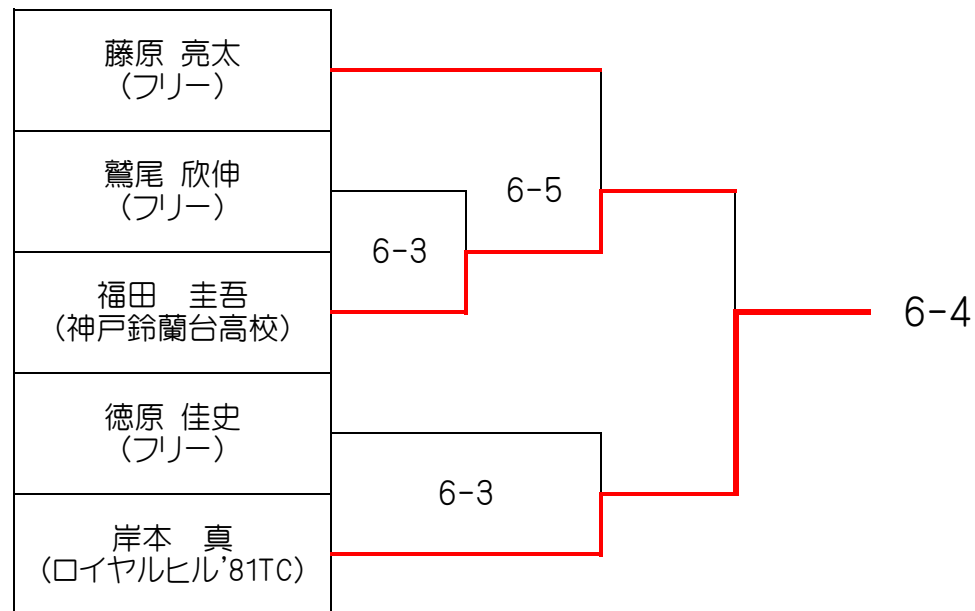 藤原 亮太
(フリー)
鷲尾 欣伸
(フリー)
6-5
6-3
福田　圭吾
(神戸鈴蘭台高校)
6-4
徳原 佳史
(フリー)
6-3
岸本　真
(ロイヤルヒル’81TC)